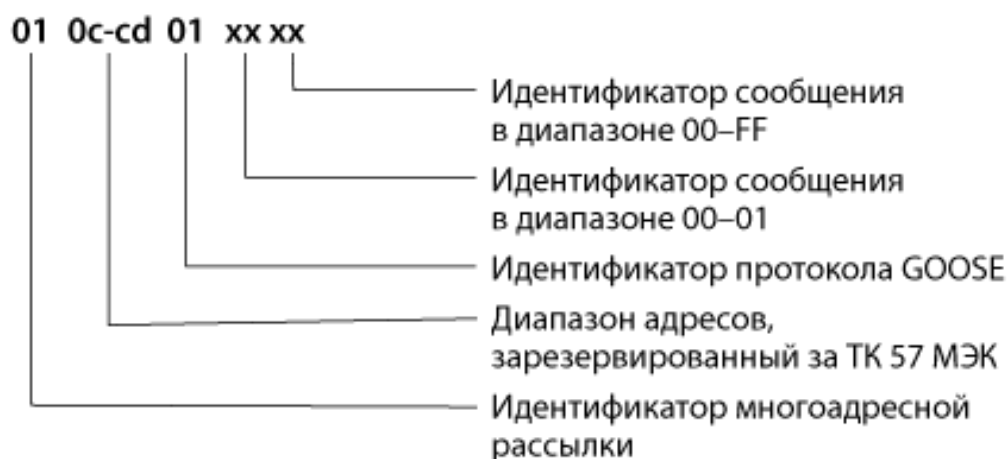 01 0c-cd 01 xx xx
Идентификатор сообщения
в диапазоне 00–FF
Идентификатор сообщения
в диапазоне 00–01
Идентификатор протокола GOOSE
Диапазон адресов,
зарезервированный за ТК 57 МЭК
Идентификатор многоадресной
рассылки